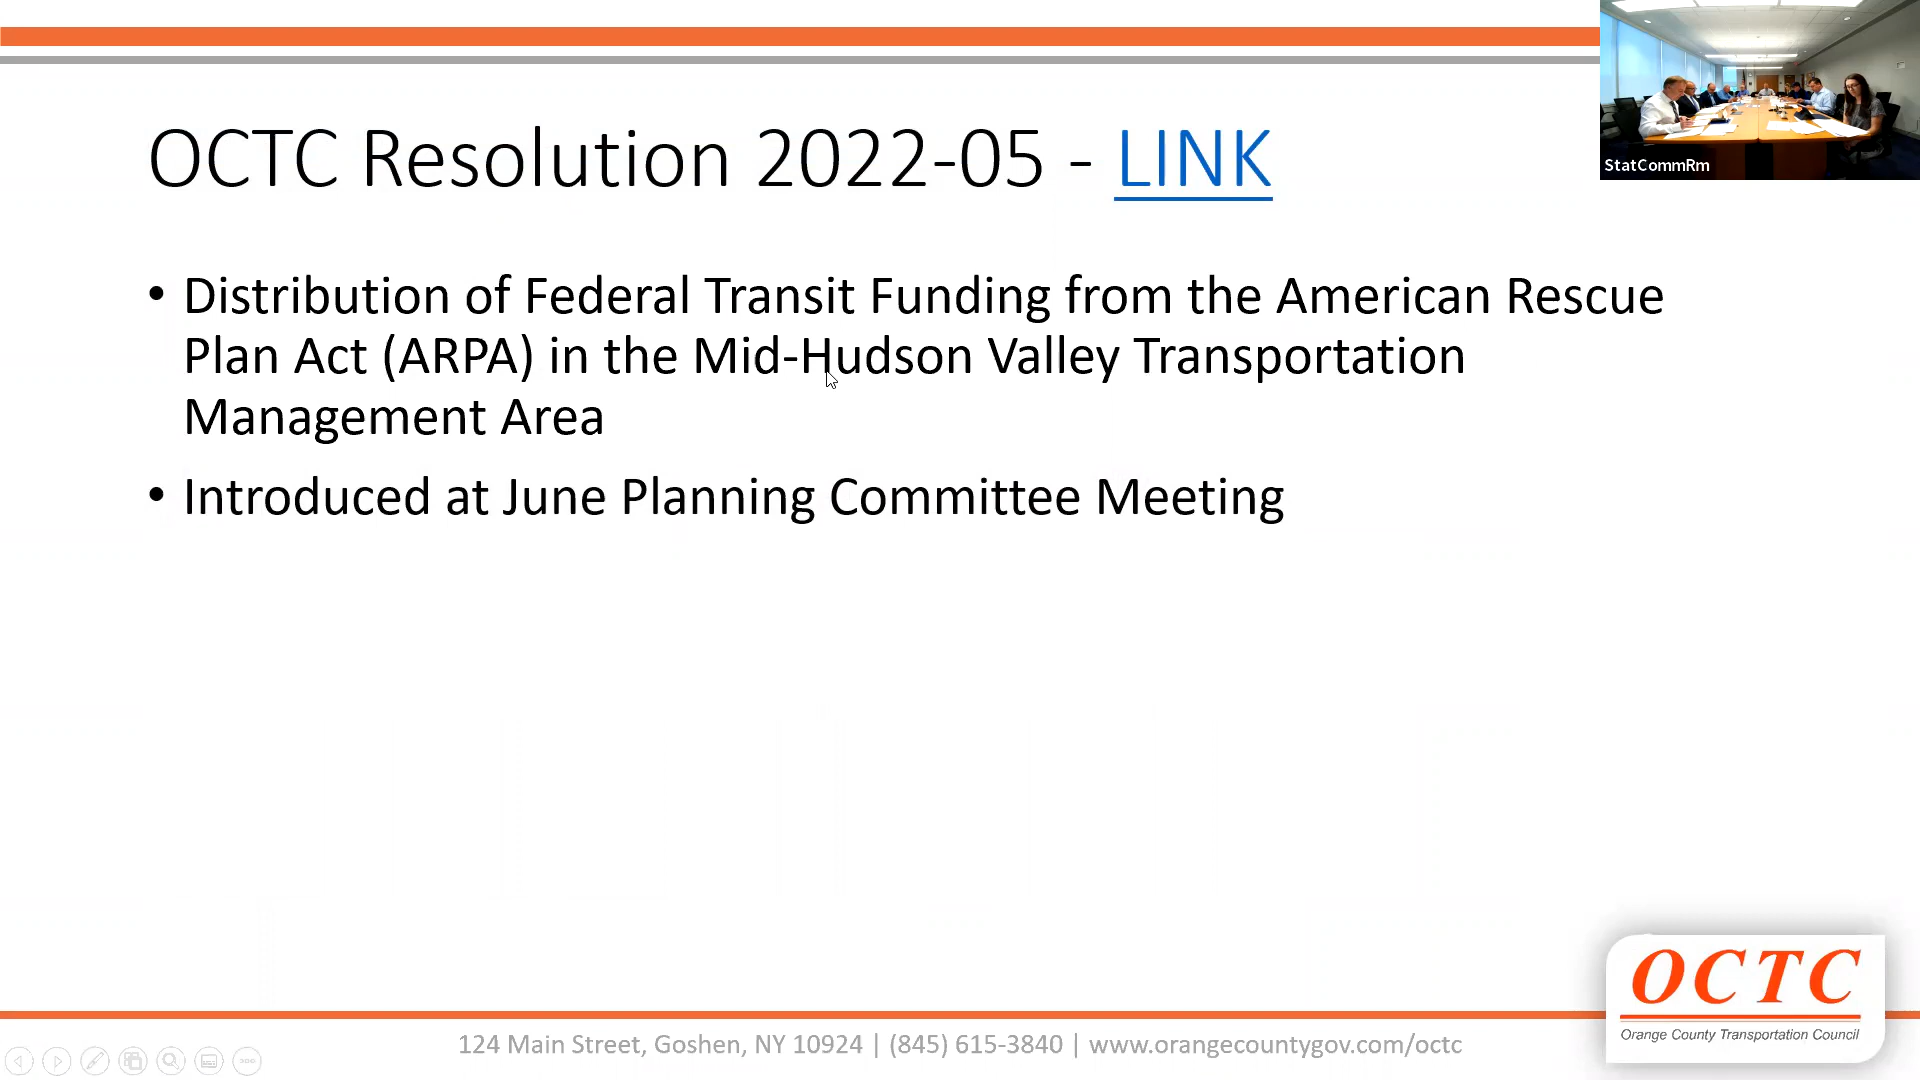 StatCommRm
OCTC Resolution 2022-05 - LINK
• Distribution of Federal Transit Funding from the American Rescue
Plan Act (ARPA) in the Mid-Hudson Valley Transportation
Management Area
• Introduced at June Planning Committee Meeting
OCTC
Orange County Transportation Council
124 Main Street, Goshen, NY 10924 | (845) 615-3840 | www.orangecountygov.com/octc